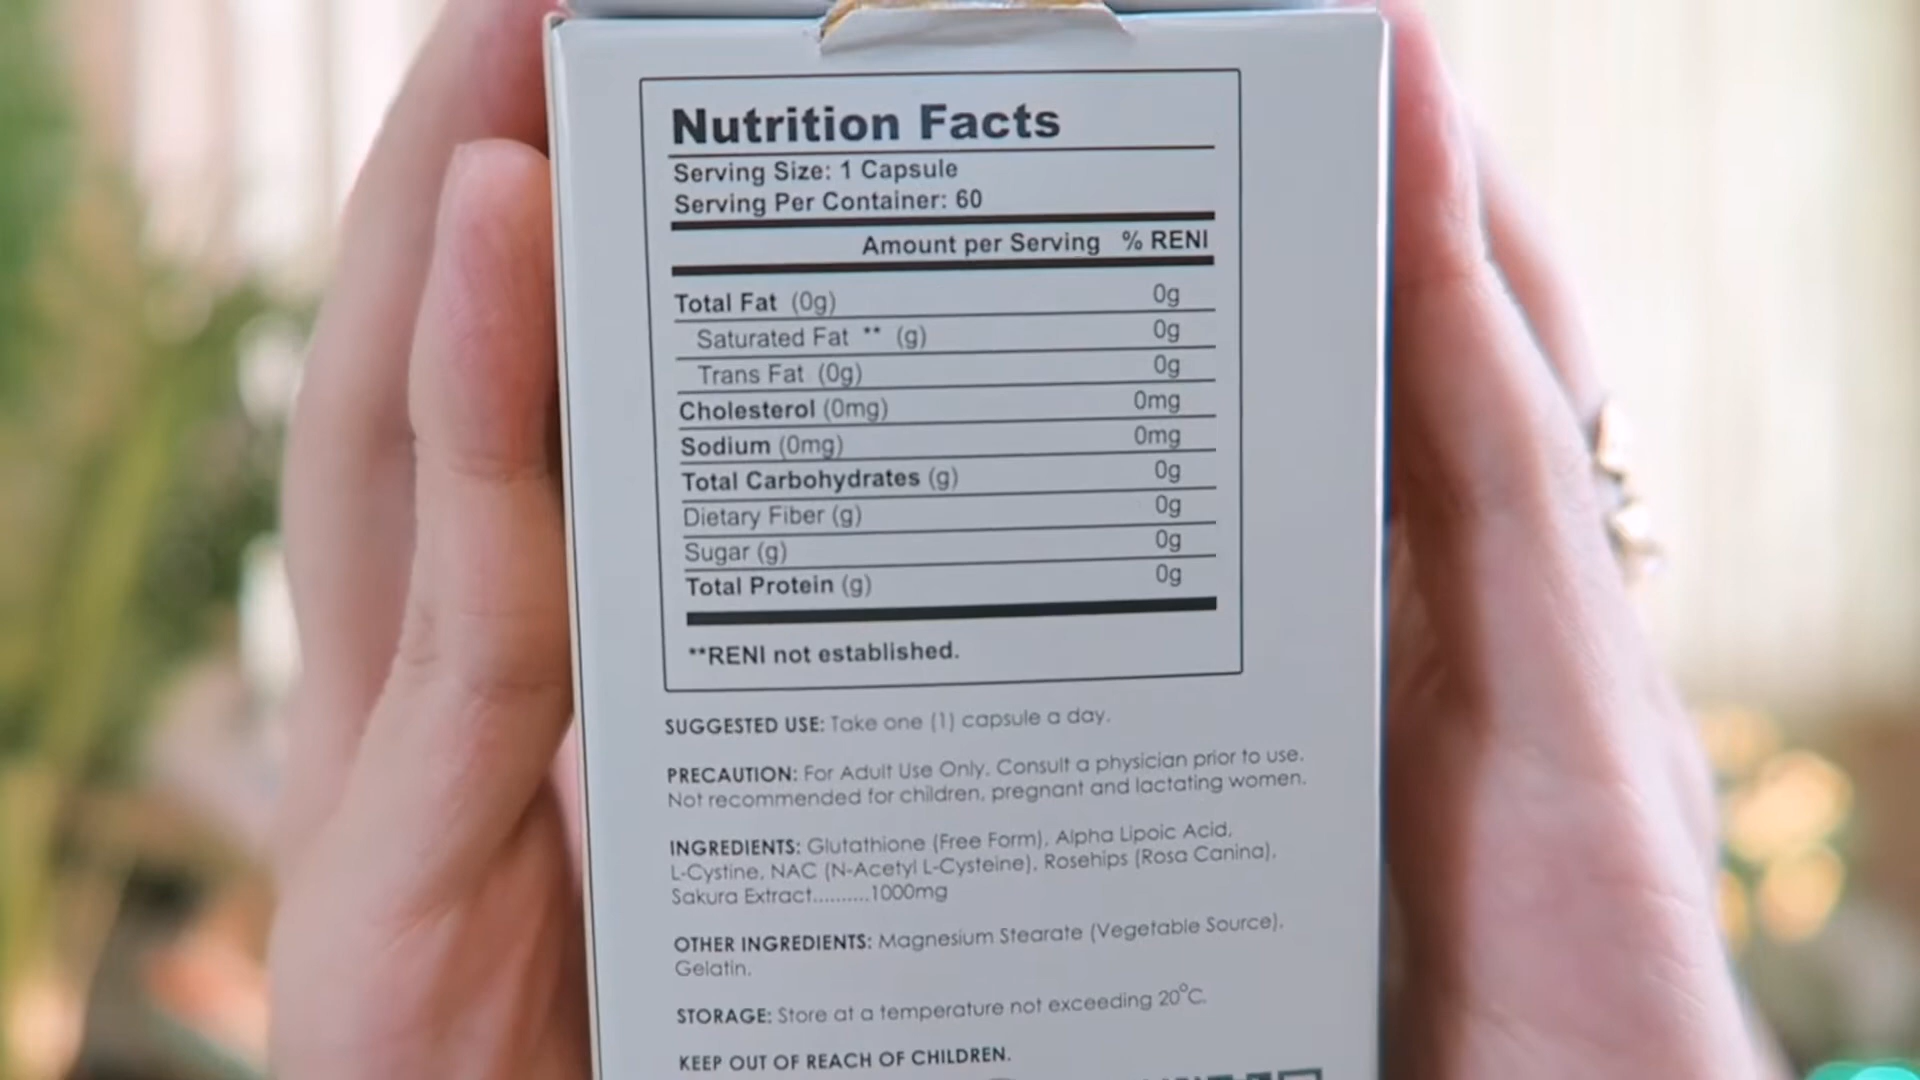 Nutrition Facts
Serving Size: 1 Capsule
Serving Per Container: 60
Amount per Serving % RENI
Total Fat (0g) 0g
Saturated Fat ** (g) 0g
Trans Fat (0g) 0g
Cholesterol (0mg) 0mg
Sodium (0mg) 0mg
Total Carbohydrates (g) 0g
Dietary Fiber (g) 0g
Sugar (g) 0g
Total Protein (g) 0g
**RENI not established.
SUGGESTED USE: Take one (1) capsule a day.
PRECAUTION: For Adult Use Only. Consult a physician prior to use.
Not recommended for children, pregnant and lactating women.
INGREDIENTS: Glutathione (Free Form), Alpha Lipoic Acid,
L-Cystine, NAC (N-Acetyl L-Cysteine), Rosehips (Rosa Canina),
Sakura Extract..........1000mg
OTHER INGREDIENTS: Magnesium Stearate (Vegetable Source),
Gelatin.
STORAGE: Store at a temperature not exceeding 20°C.
KEEP OUT OF REACH OF CHILDREN.